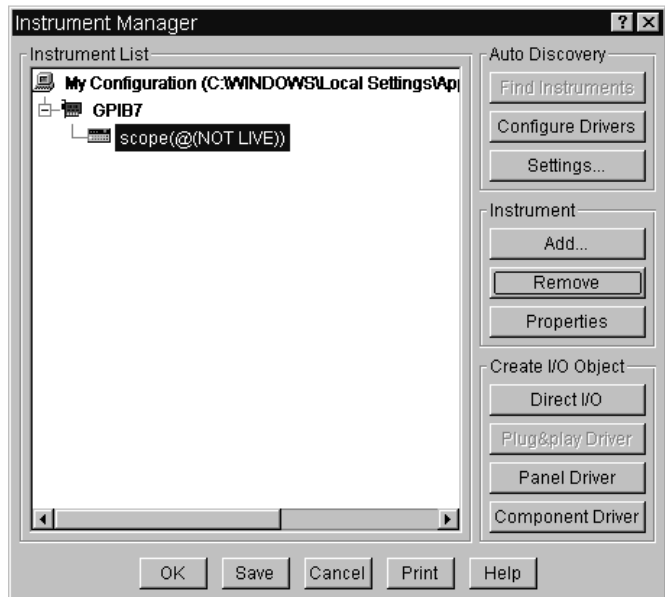 Instrument Manager
Instrument List
My Configuration (C:\WINDOWS\Local Settings\Ap
GPIB7
scope(@(NOT LIVE))
Auto Discovery
Find Instruments
Configure Drivers
Settings...
Instrument
Add...
Remove
Properties
Create I/O Object
Direct I/O
Plug&play Driver
Panel Driver
Component Driver
OK
Save
Cancel
Print
Help